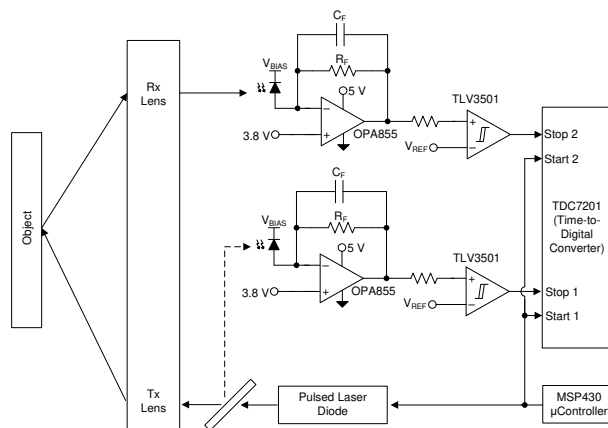 Object
Rx
Lens
Tx
Lens
CF
RF
VBIAS
5 V
OPA855
3.8 V
TLV3501
VREF
Stop 2
Start 2
TDC7201
(Time-to-
Digital
Converter)
CF
RF
VBIAS
5 V
OPA855
3.8 V
TLV3501
VREF
Stop 1
Start 1
Pulsed Laser
Diode
MSP430
µController